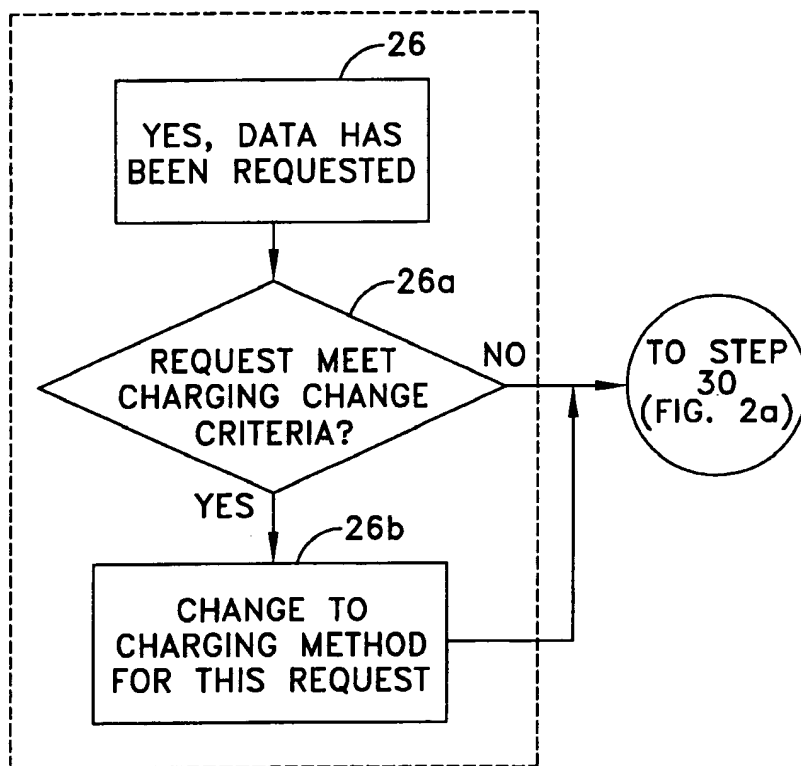 26
YES, DATA HAS
BEEN REQUESTED
26a
REQUEST MEET
CHARGING CHANGE
CRITERIA?
NO
TO STEP
30
(FIG. 2a)
YES
26b
CHANGE TO
CHARGING METHOD
FOR THIS REQUEST